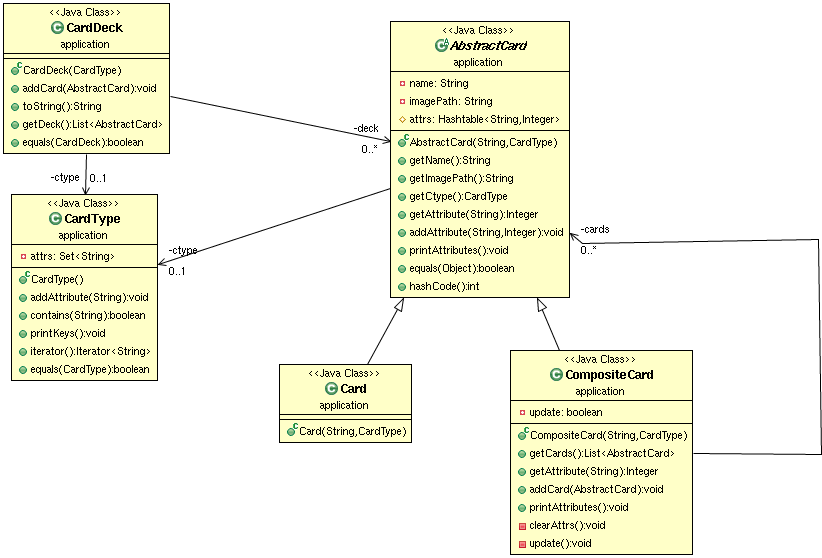 <<Java Class>>
CardDeck
application
CardDeck(CardType)
addCard(AbstractCard):void
toString():String
getDeck():List<AbstractCard>
equals(CardDeck):boolean
-ctype
0..1
<<Java Class>>
CardType
application
attrs: Set<String>
CardType()
addAttribute(String):void
contains(String):boolean
printKeys():void
iterator():Iterator<String>
equals(CardType):boolean
-deck
0..*
-ctype
0..1
<<Java Class>>
AbstractCard
application
name: String
imagePath: String
attrs: Hashtable<String,Integer>
AbstractCard(String,CardType)
getName():String
getImagePath():String
getCtype():CardType
getAttribute(String):Integer
addAttribute(String,Integer):void
printAttributes():void
equals(Object):boolean
hashCode():int
-cards
0..*
<<Java Class>>
Card
application
Card(String,CardType)
<<Java Class>>
CompositeCard
application
update: boolean
CompositeCard(String,CardType)
getCards():List<AbstractCard>
getAttribute(String):Integer
addCard(AbstractCard):void
printAttributes():void
clearAttrs():void
update():void